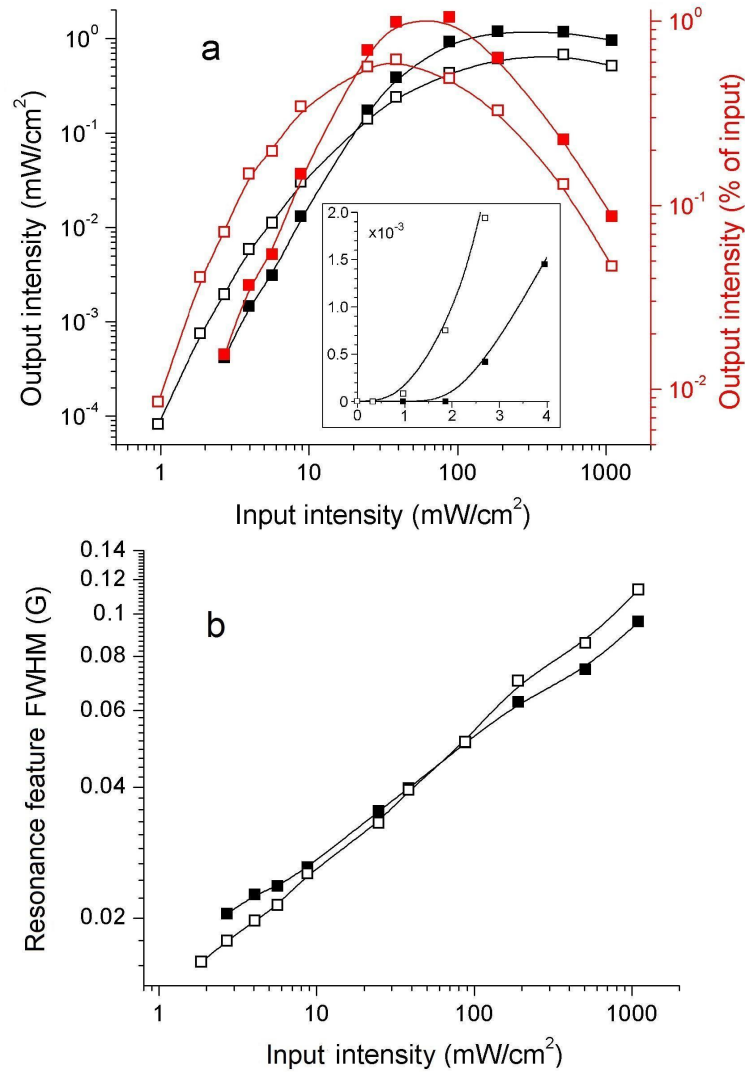 a
Output intensity (mW/cm²)
10⁰
10⁻¹
10⁻²
10⁻³
10⁻⁴
Output intensity (% of input)
10⁰
10⁻¹
10⁻²
2.0
1.5
1.0
0.5
0
×10⁻³
0 1 2 3 4
1 10 100 1000
Input intensity (mW/cm²)
b
Resonance feature FWHM (G)
0.14
0.12
0.1
0.08
0.06
0.04
0.02
1 10 100 1000
Input intensity (mW/cm²)